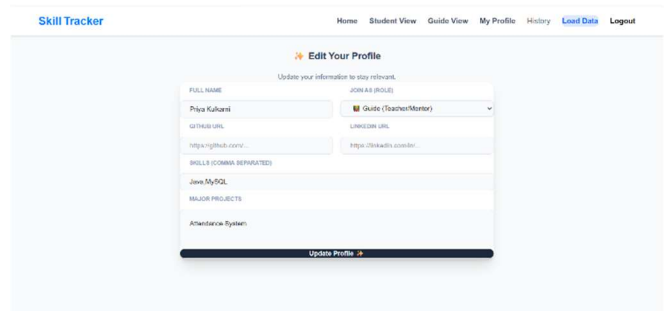 Skill Tracker Home Student View Guide View My Profile History Load Data Logout
✨ Edit Your Profile
Update your information to stay relevant.
FULL NAME JOIN AS (ROLE)
Priya Kulkarni Guide (Teacher/Mentor)
GITHUB URL LINKEDIN URL
https://github.com/... https://linkedin.com/in/...
SKILLS (COMMA SEPARATED)
Java,MySQL
MAJOR PROJECTS
Attendance System
Update Profile ✨